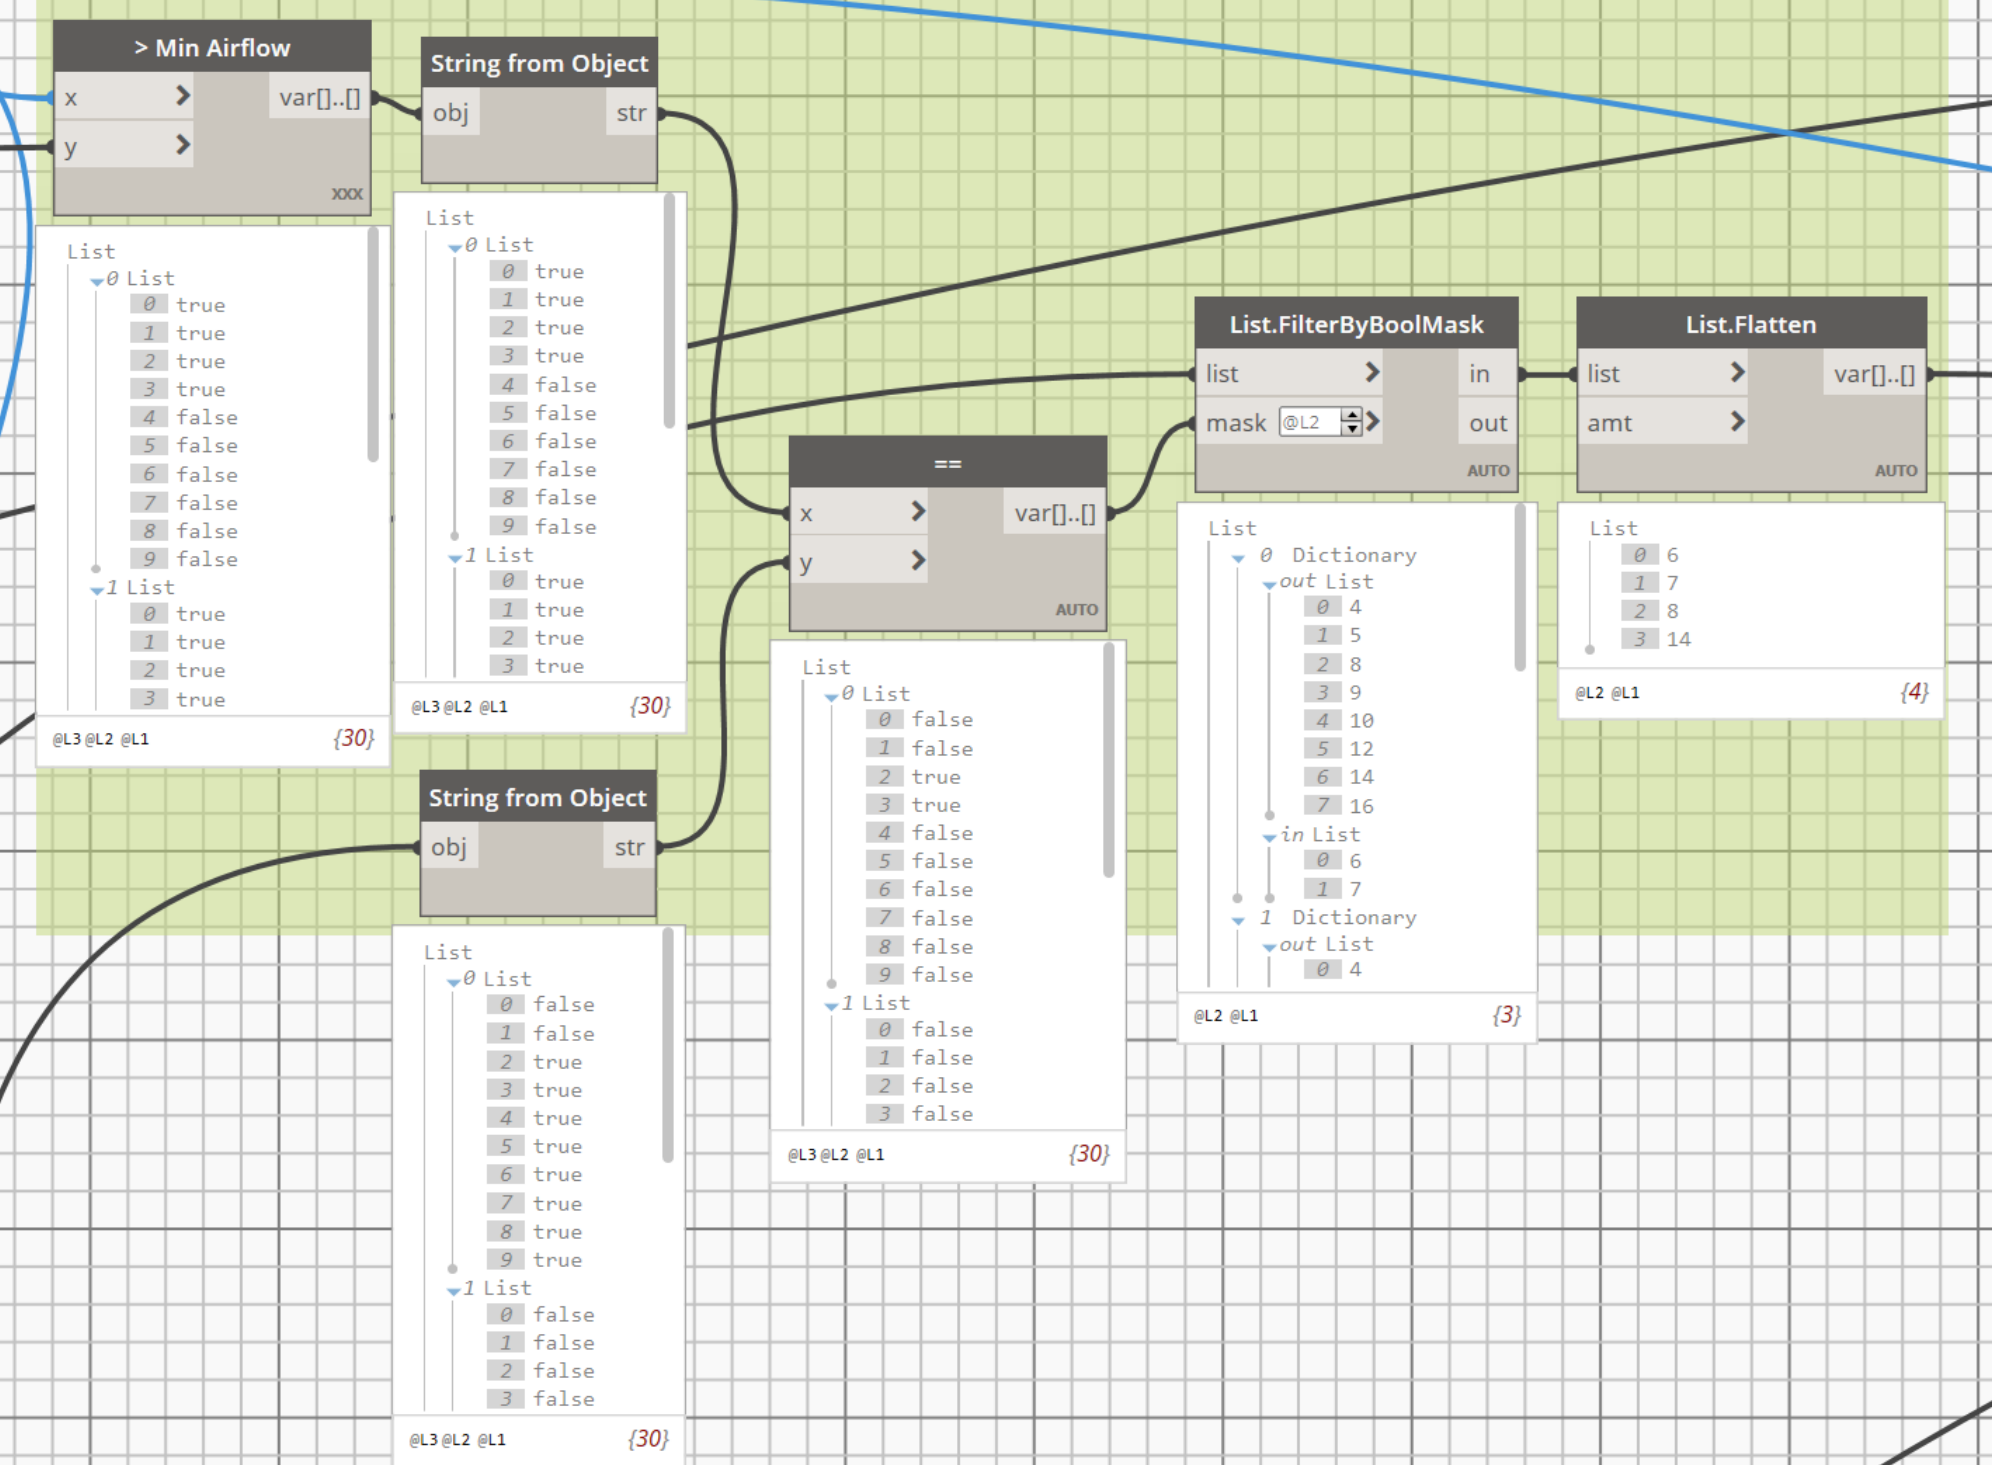 > Min Airflow
x > var[]..[]
y >
XXX
List
0 List
0 true
1 true
2 true
3 true
4 false
5 false
6 false
7 false
8 false
9 false
1 List
0 true
1 true
2 true
3 true
@L3 @L2 @L1 {30}
String from Object
obj str
List
0 List
0 true
1 true
2 true
3 true
4 false
5 false
6 false
7 false
8 false
9 false
1 List
0 true
1 true
2 true
3 true
@L3 @L2 @L1 {30}
String from Object
obj str
List
0 List
0 false
1 false
2 true
3 true
4 true
5 true
6 true
7 true
8 true
9 true
1 List
0 false
1 false
2 false
3 false
@L3 @L2 @L1 {30}
==
x > var[]..[]
y >
AUTO
List
0 List
0 false
1 false
2 true
3 true
4 false
5 false
6 false
7 false
8 false
9 false
1 List
0 false
1 false
2 false
3 false
@L3 @L2 @L1 {30}
List.FilterByBoolMask
list > in
mask @L2 > out
AUTO
List
0 Dictionary
out List
0 4
1 5
2 8
3 9
4 10
5 12
6 14
7 16
in List
0 6
1 7
1 Dictionary
out List
0 4
@L2 @L1 {3}
List.Flatten
list > var[]..[]
amt >
AUTO
List
0 6
1 7
2 8
3 14
@L2 @L1 {4}